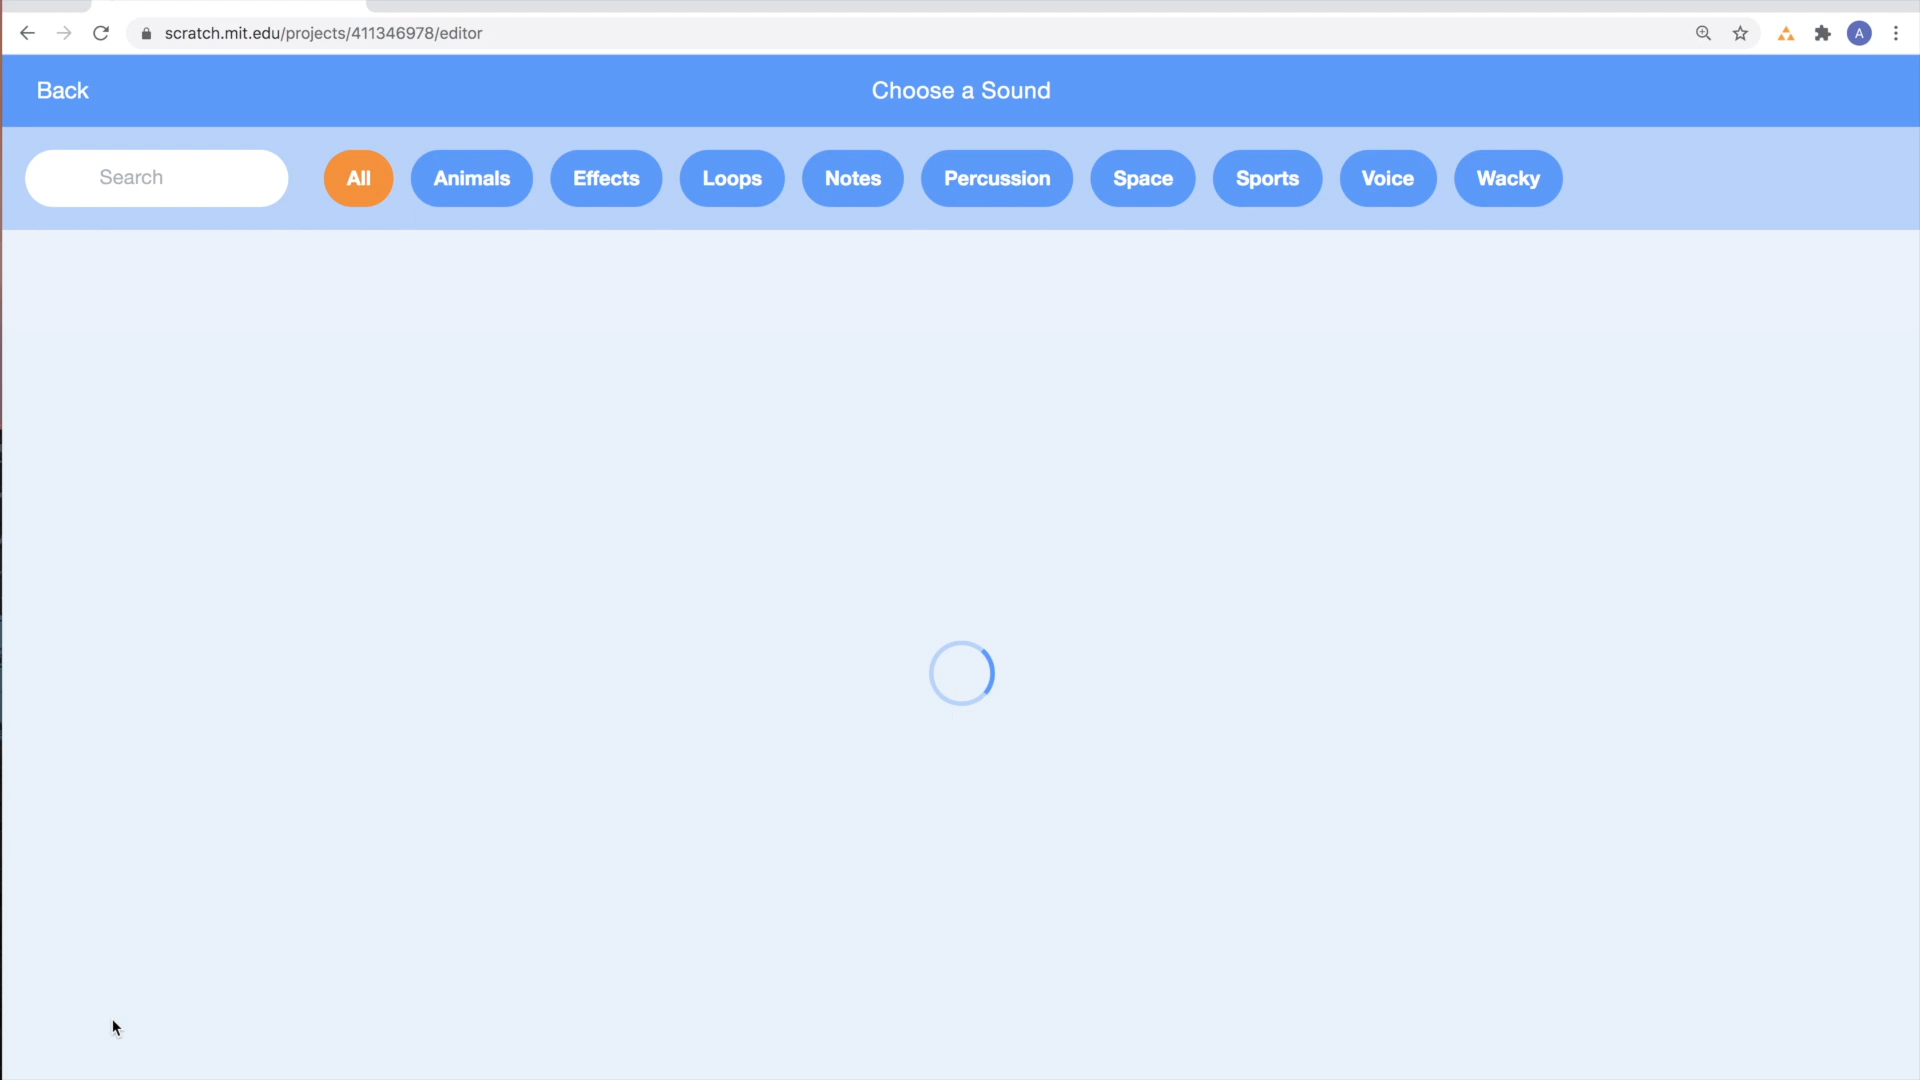 scratch.mit.edu/projects/411346978/editor
A
Back
Choose a Sound
Search
All
Animals
Effects
Loops
Notes
Percussion
Space
Sports
Voice
Wacky